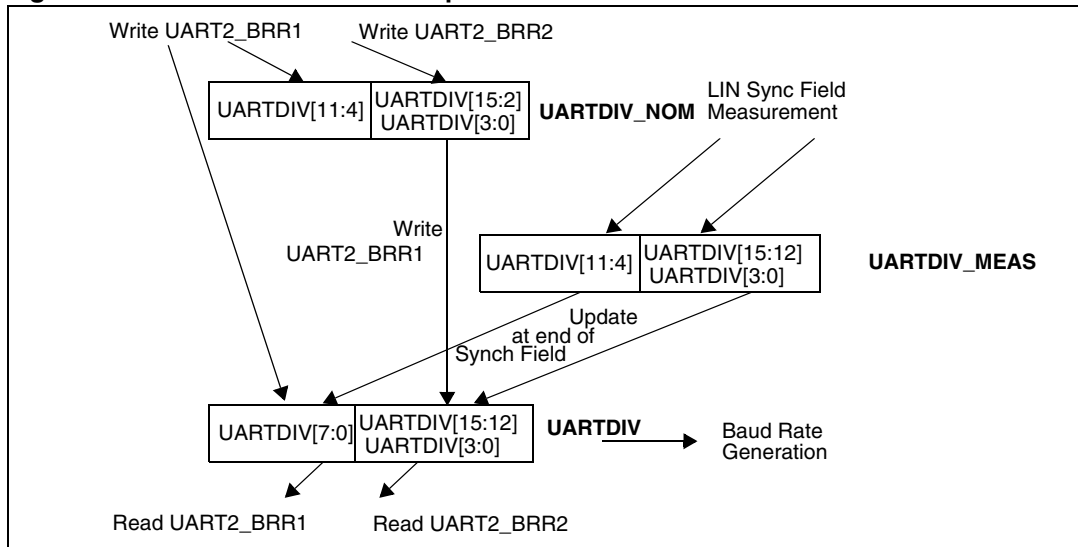 Write UART2_BRR1
Write UART2_BRR2
UARTDIV[11:4]
UARTDIV[15:2]
UARTDIV[3:0]
UARTDIV_NOM
LIN Sync Field
Measurement
Write
UART2_BRR1
UARTDIV[11:4]
UARTDIV[15:12]
UARTDIV[3:0]
UARTDIV_MEAS
Update
at end of
Synch Field
UARTDIV[7:0]
UARTDIV[15:12]
UARTDIV[3:0]
UARTDIV
Baud Rate
Generation
Read UART2_BRR1
Read UART2_BRR2